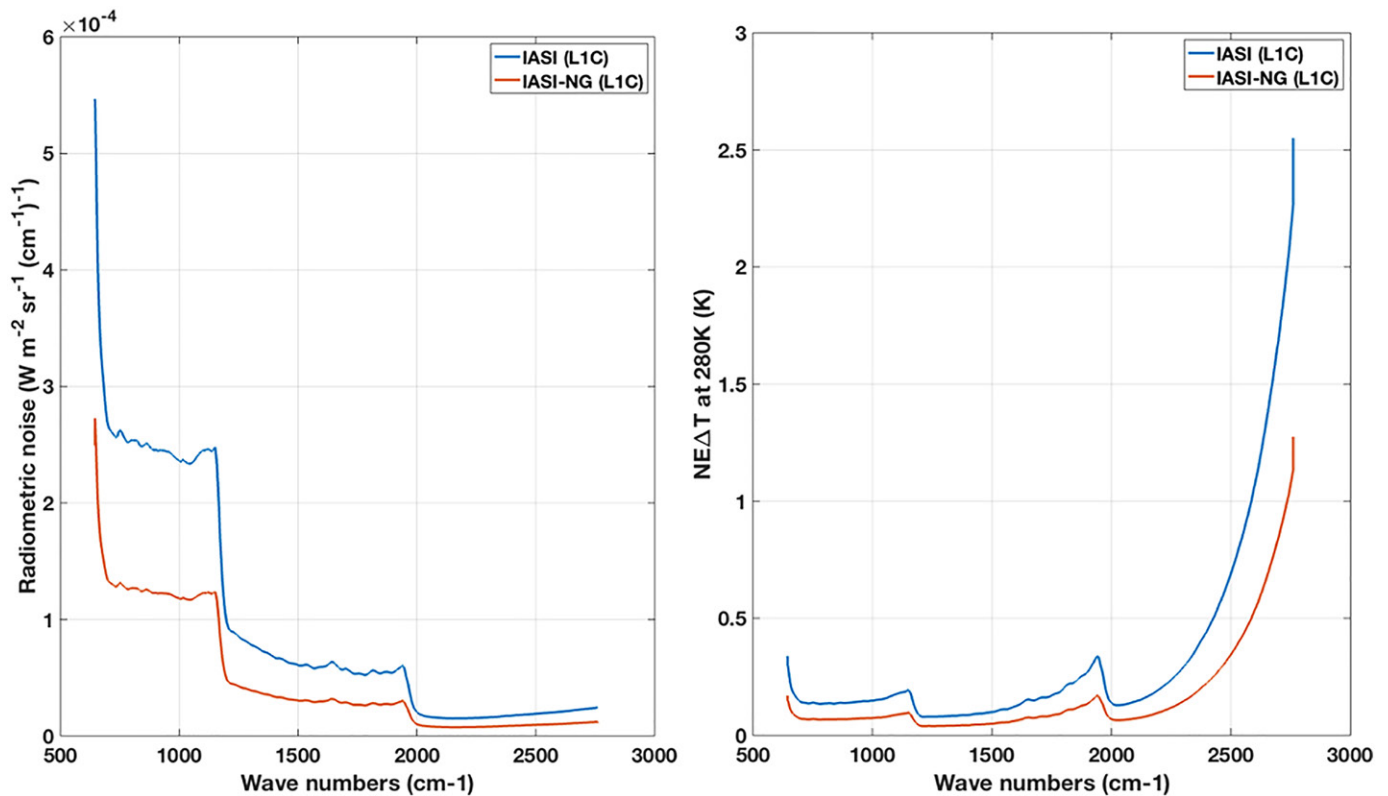 ×10⁻⁴
6
5
4
3
2
1
0
Radiometric noise (W m⁻² sr⁻¹ (cm⁻¹)⁻¹)
IASI (L1C)
IASI-NG (L1C)
500 1000 1500 2000 2500 3000
Wave numbers (cm-1)
3
2.5
2
1.5
1
0.5
0
NEΔT at 280K (K)
IASI (L1C)
IASI-NG (L1C)
500 1000 1500 2000 2500 3000
Wave numbers (cm-1)